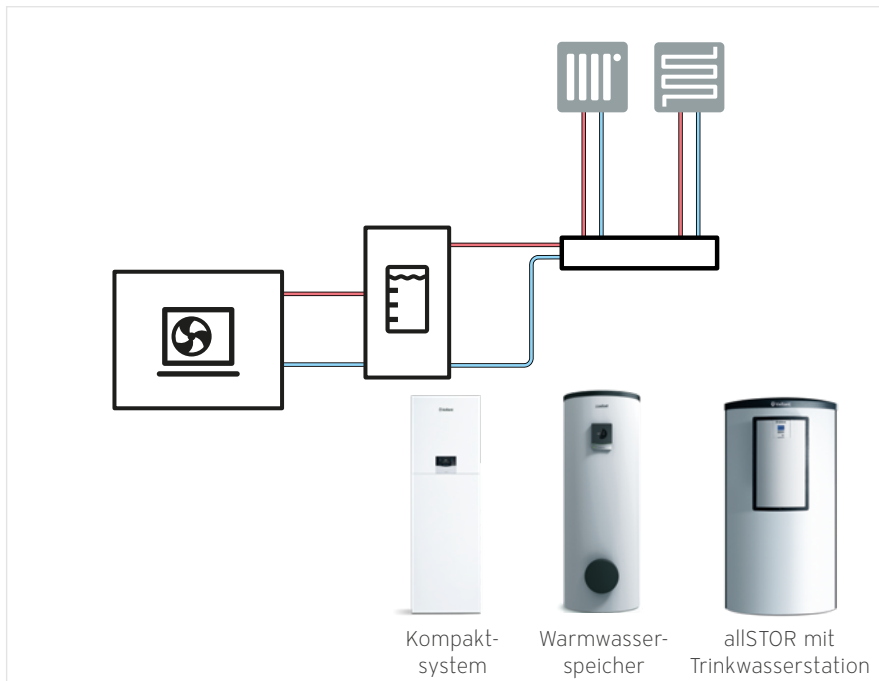 Kompakt-
system
Warmwasser-
speicher
allSTOR mit
Trinkwasserstation